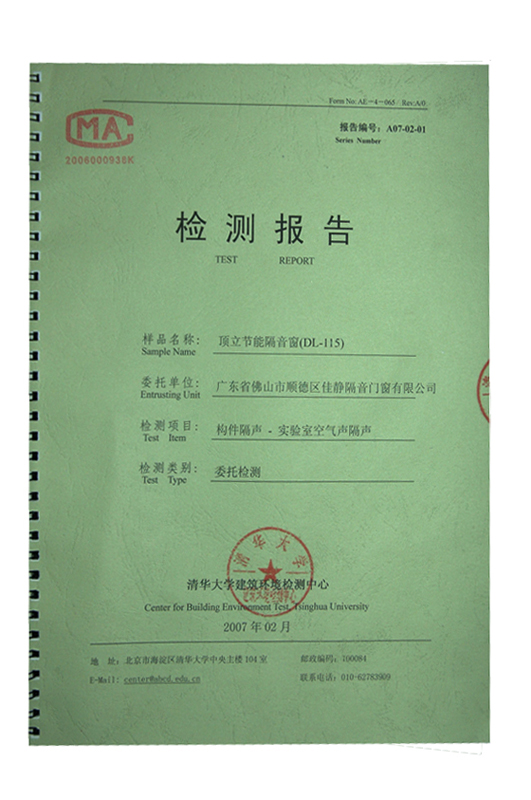 Form No: AE-4-065 Rev:A/0
MA
2006000938K
报告编号: A07-02-01
Series Number
检测报告
TEST REPORT
样品名称: 顶立节能隔音窗(DL-115)
Sample Name
委托单位: 广东省佛山市顺德区佳静隔音门窗有限公司
Entrusting Unit
检测项目: 构件隔声 - 实验室空气声隔声
Test Item
检测类别: 委托检测
Test Type
清华大学
清华大学建筑环境检测中心
Center for Building Environment Test, Tsinghua University
2007年02月
地 址: 北京市海淀区清华大学中央主楼104室 邮政编码: 100084
E-Mail: center@abcd.edu.cn 联系电话: 010-62783909